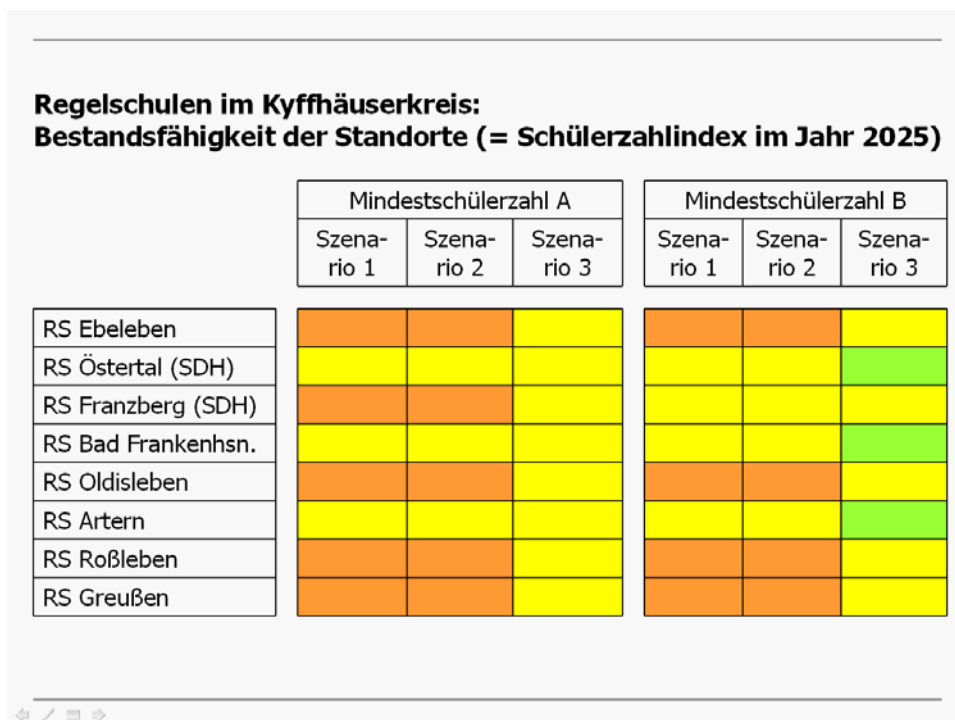 Regelschulen im Kyffhäuserkreis:
Bestandsfähigkeit der Standorte (= Schülerzahlindex im Jahr 2025)
Mindestschülerzahl A Mindestschülerzahl B
Szena- Szena- Szena- Szena- Szena- Szena-
rio 1 rio 2 rio 3 rio 1 rio 2 rio 3
RS Ebeleben
RS Östertal (SDH)
RS Franzberg (SDH)
RS Bad Frankenhsn.
RS Oldisleben
RS Artern
RS Roßleben
RS Greußen